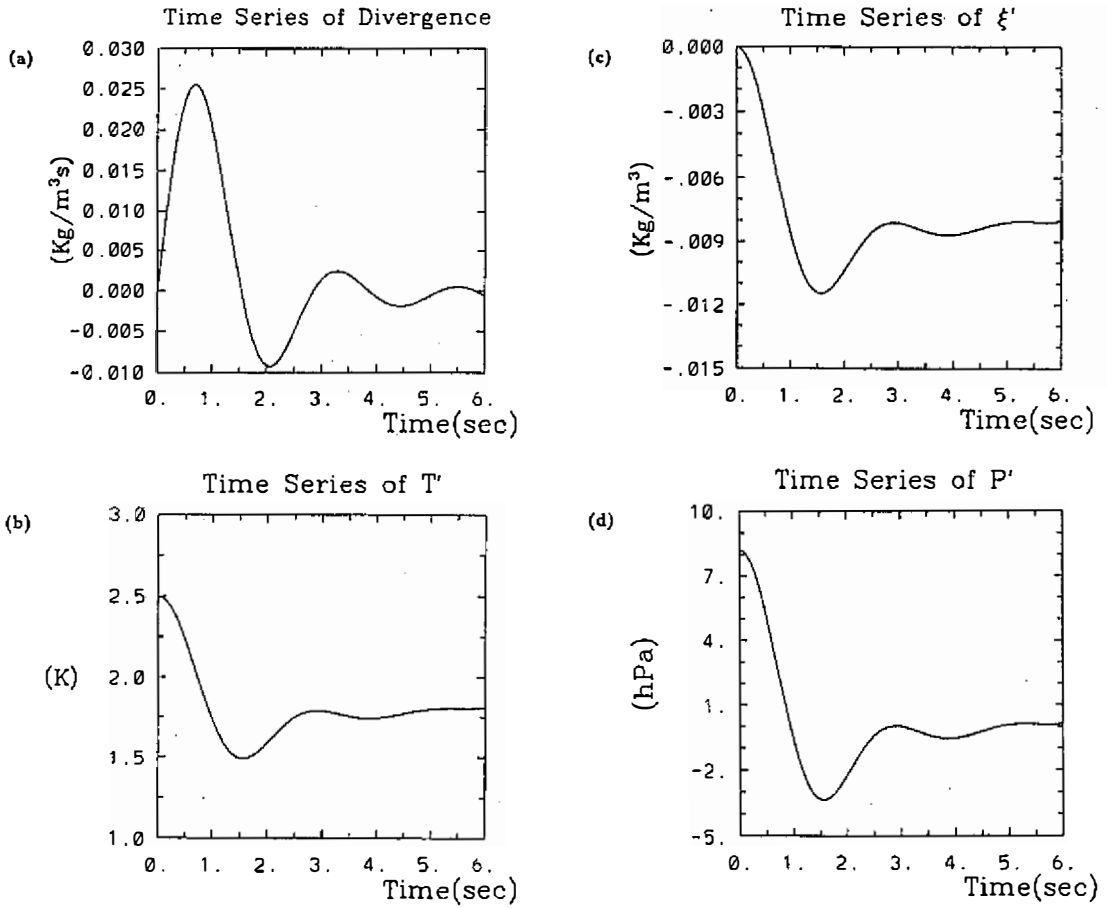 Time Series of Divergence
(a)
0.030
0.025
0.020
0.015
0.010
0.005
0.000
-0.005
-0.010
(Kg/m³s)
0. 1. 2. 3. 4. 5. 6.
Time(sec)
Time Series of ξ'
(c)
0.000
-.003
-.006
-.009
-.012
-.015
(Kg/m³)
0. 1. 2. 3. 4. 5. 6.
Time(sec)
Time Series of T'
(b)
3.0
2.5
2.0
1.5
1.0
(K)
0. 1. 2. 3. 4. 5. 6.
Time(sec)
Time Series of P'
(d)
10.
7.
4.
1.
-2.
-5.
(hPa)
0. 1. 2. 3. 4. 5. 6.
Time(sec)